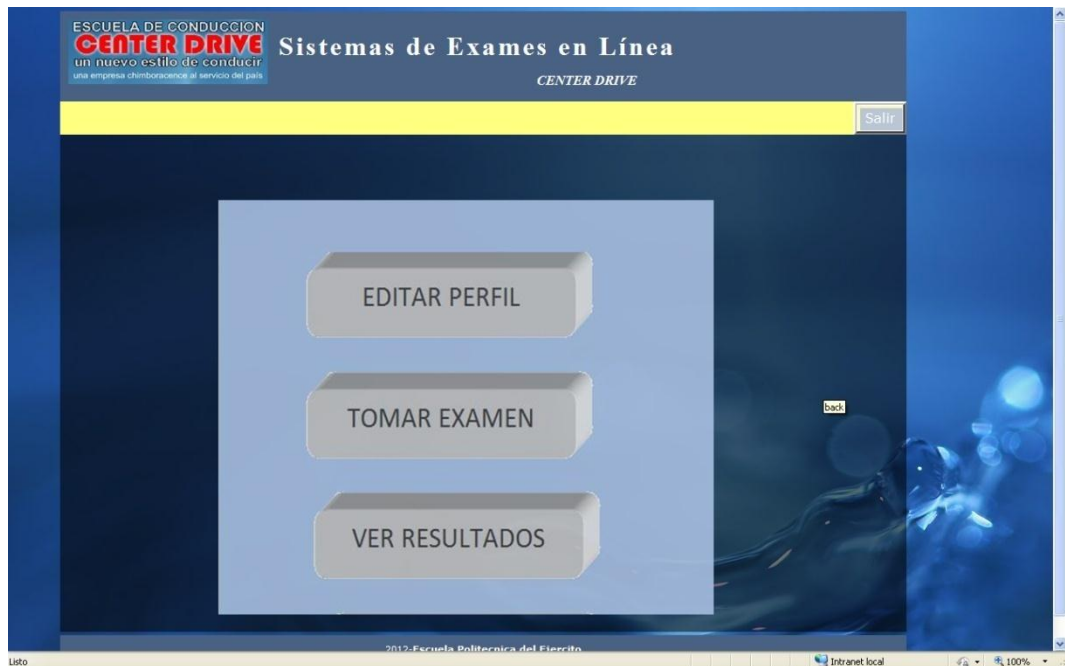 ESCUELA DE CONDUCCION
CENTER DRIVE
un nuevo estilo de conducir
una empresa chimboracence al servicio del país
Sistemas de Exames en Línea
CENTER DRIVE
Salir
EDITAR PERFIL
TOMAR EXAMEN
back
VER RESULTADOS
2012-Escuela Politecnica del Ejercito
Listo
Intranet local
100%